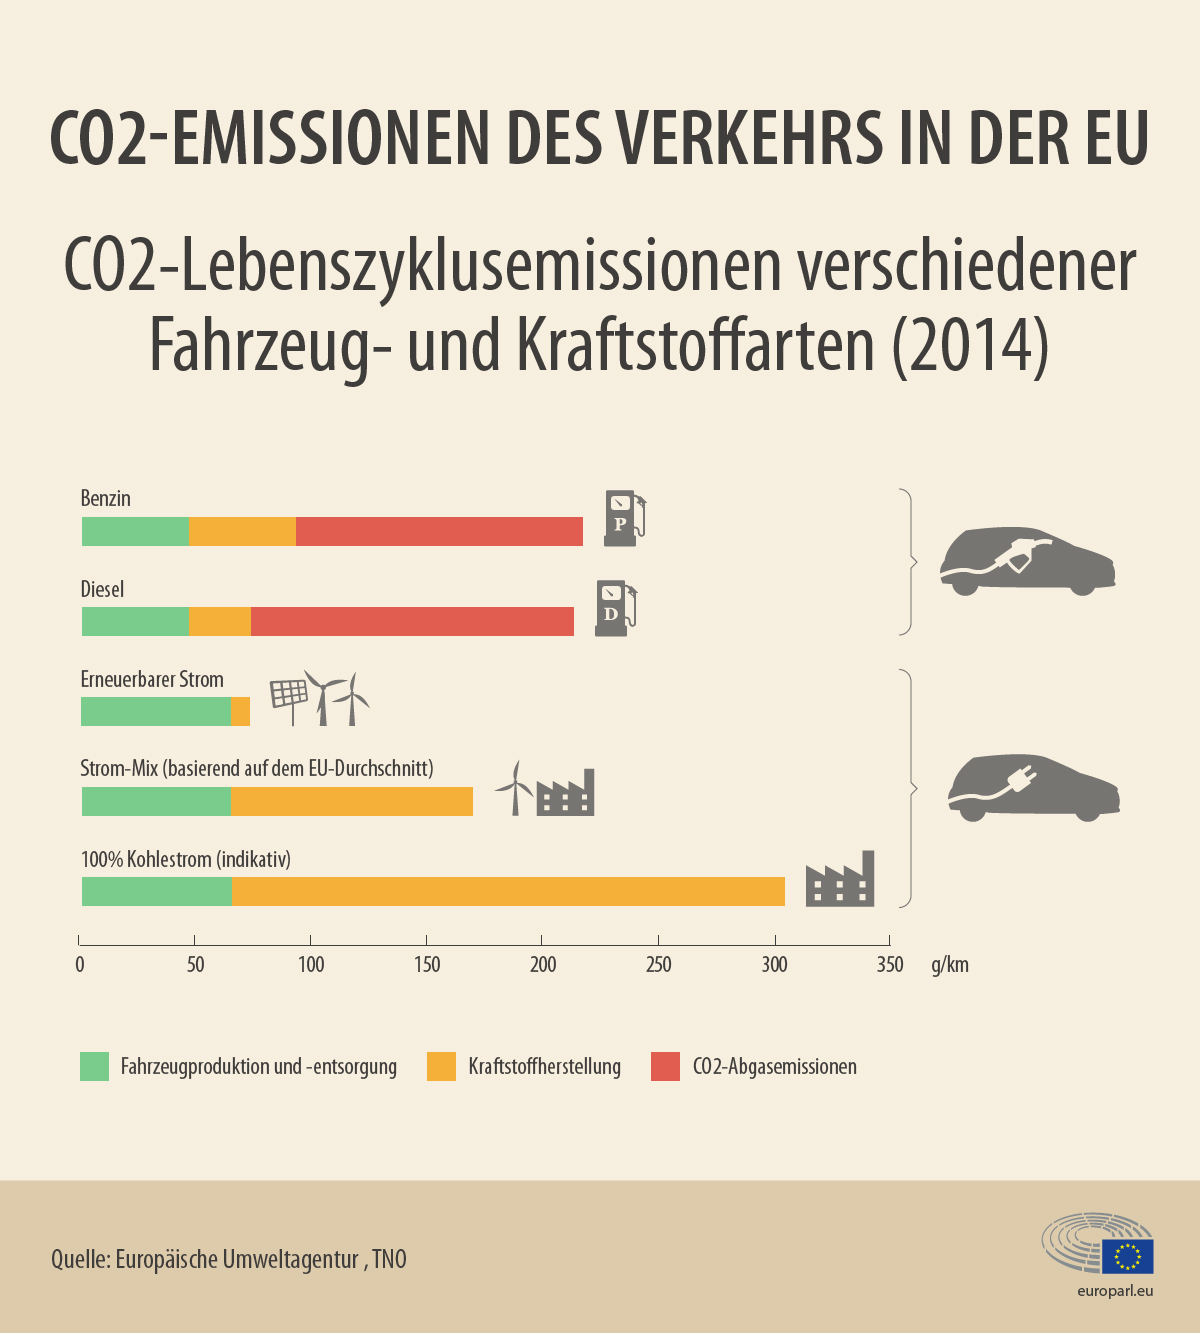 CO2-EMISSIONEN DES VERKEHRS IN DER EU
CO2-Lebenszyklusemissionen verschiedener
Fahrzeug- und Kraftstoffarten (2014)
Benzin
P
Diesel
D
Erneuerbarer Strom
Strom-Mix (basierend auf dem EU-Durchschnitt)
100% Kohlestrom (indikativ)
0 50 100 150 200 250 300 350 g/km
Fahrzeugproduktion und -entsorgung Kraftstoffherstellung CO2-Abgasemissionen
Quelle: Europäische Umweltagentur , TNO
europarl.eu